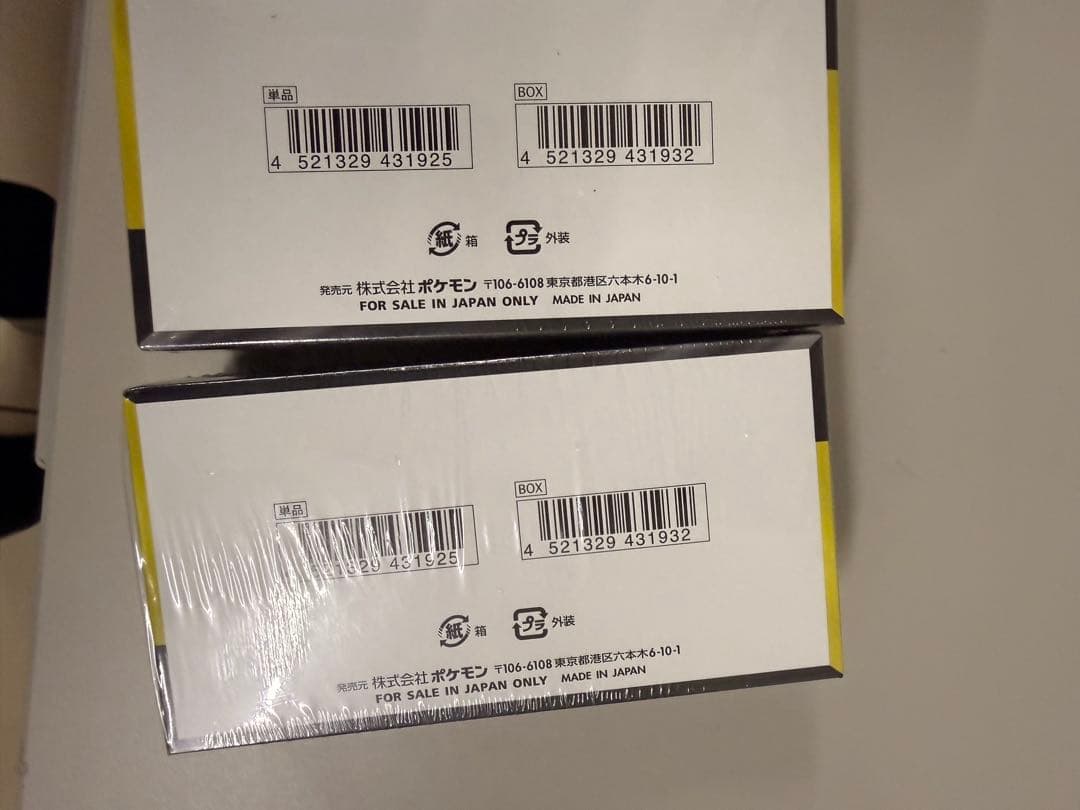 単品
BOX
4 521329 431925
4 521329 431932
紙 箱
プラ 外装
発売元 株式会社ポケモン 〒106-6108 東京都港区六本木6-10-1
FOR SALE IN JAPAN ONLY MADE IN JAPAN
単品
BOX
521329 431925
4 521329 431932
紙 箱
プラ 外装
発売元 株式会社ポケモン 〒106-6108 東京都港区六本木6-10-1
FOR SALE IN JAPAN ONLY MADE IN JAPAN